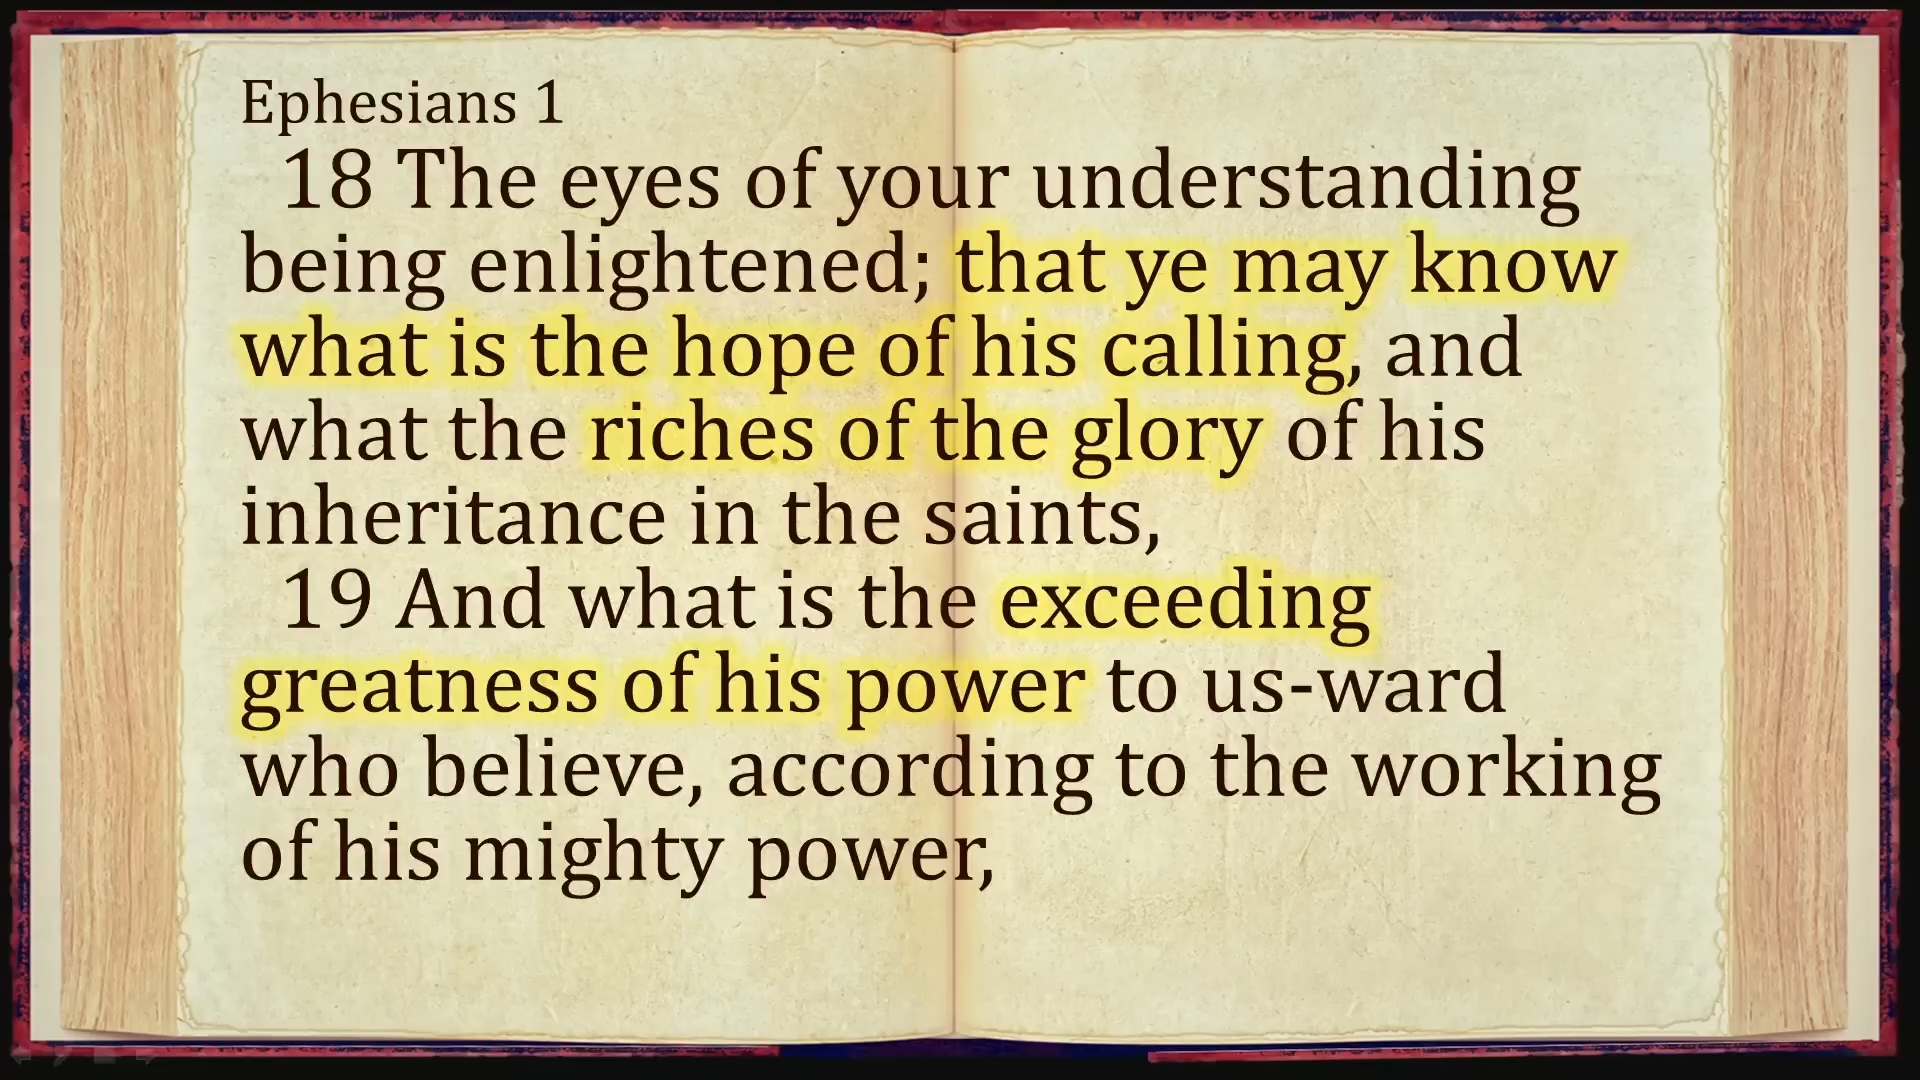 Ephesians 1
18 The eyes of your understanding
being enlightened; that ye may know
what is the hope of his calling, and
what the riches of the glory of his
inheritance in the saints,
19 And what is the exceeding
greatness of his power to us-ward
who believe, according to the working
of his mighty power,